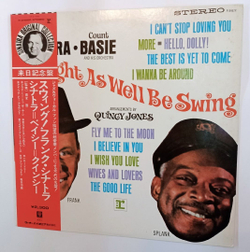 STEREO
Count
RA · BASIE
AND HIS ORCHESTRA
ght As Well Be Swing
I CAN'T STOP LOVING YOU
MORE · HELLO, DOLLY!
THE BEST IS YET TO COME
I WANNA BE AROUND
ARRANGEMENTS BY
QUINCY JONES
FLY ME TO THE MOON
I BELIEVE IN YOU
I WISH YOU LOVE
WIVES AND LOVERS
THE GOOD LIFE
FRANK
SPLANK
来日記念盤
スウィング!フランク・シナトラ
シナトラ=ベイシー=クインシー